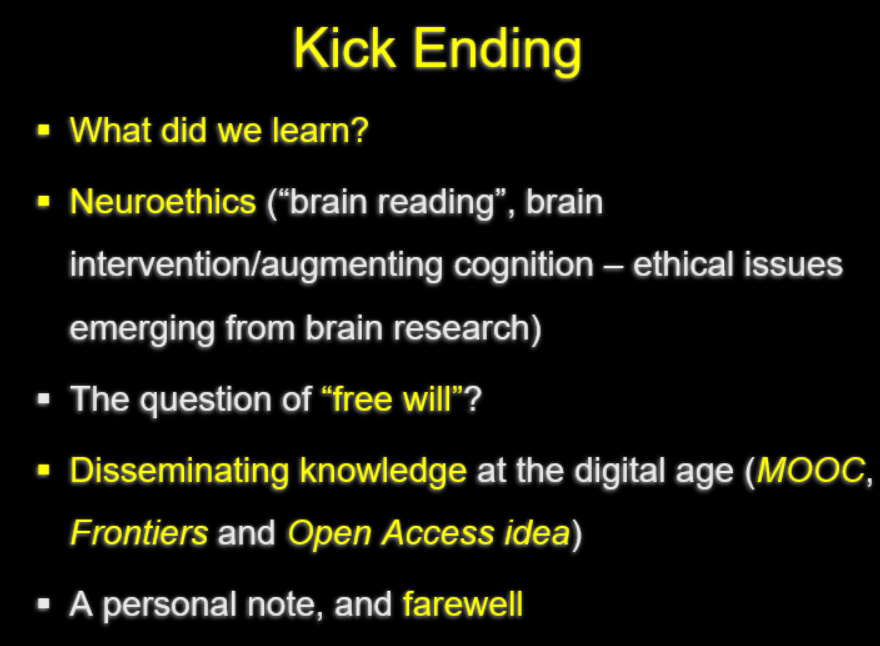 Kick Ending
▪ What did we learn?
▪ Neuroethics (“brain reading”, brain
intervention/augmenting cognition – ethical issues
emerging from brain research)
▪ The question of “free will”?
▪ Disseminating knowledge at the digital age (MOOC,
Frontiers and Open Access idea)
▪ A personal note, and farewell